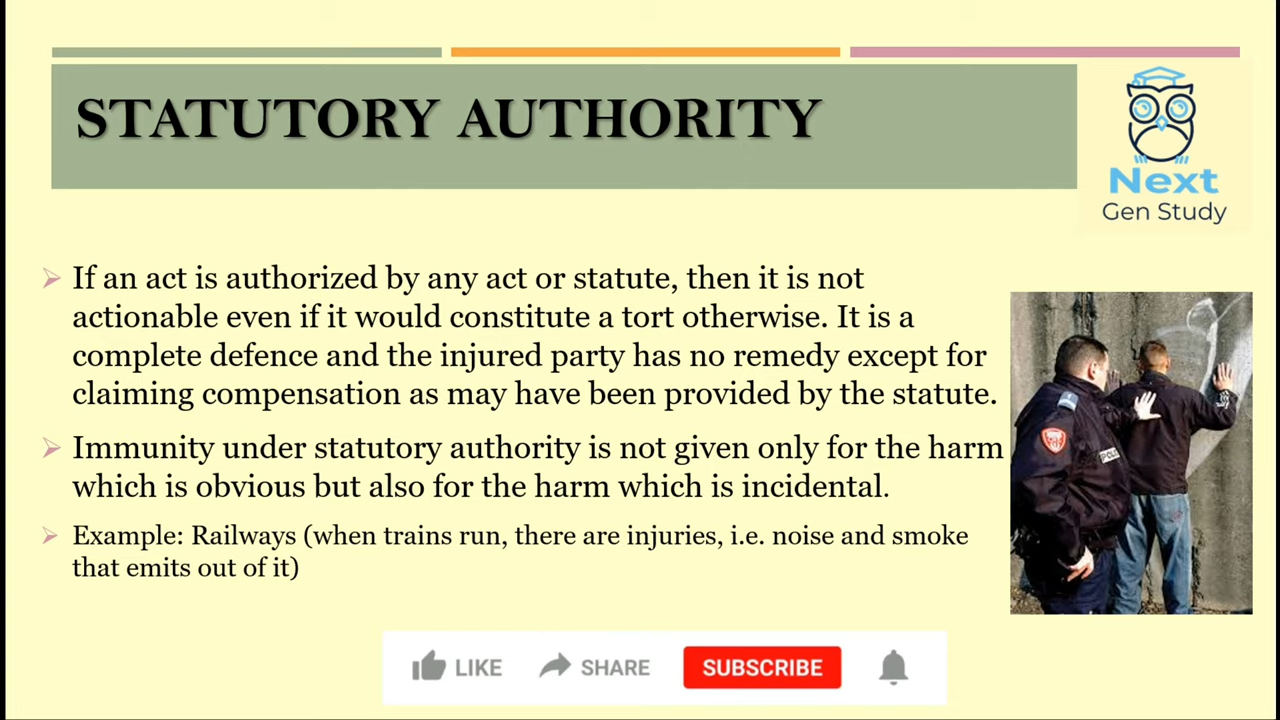 STATUTORY AUTHORITY
Next
Gen Study
➢ If an act is authorized by any act or statute, then it is not
actionable even if it would constitute a tort otherwise. It is a
complete defence and the injured party has no remedy except for
claiming compensation as may have been provided by the statute.
➢ Immunity under statutory authority is not given only for the harm
which is obvious but also for the harm which is incidental.
➢ Example: Railways (when trains run, there are injuries, i.e. noise and smoke
that emits out of it)
LIKE SHARE SUBSCRIBE